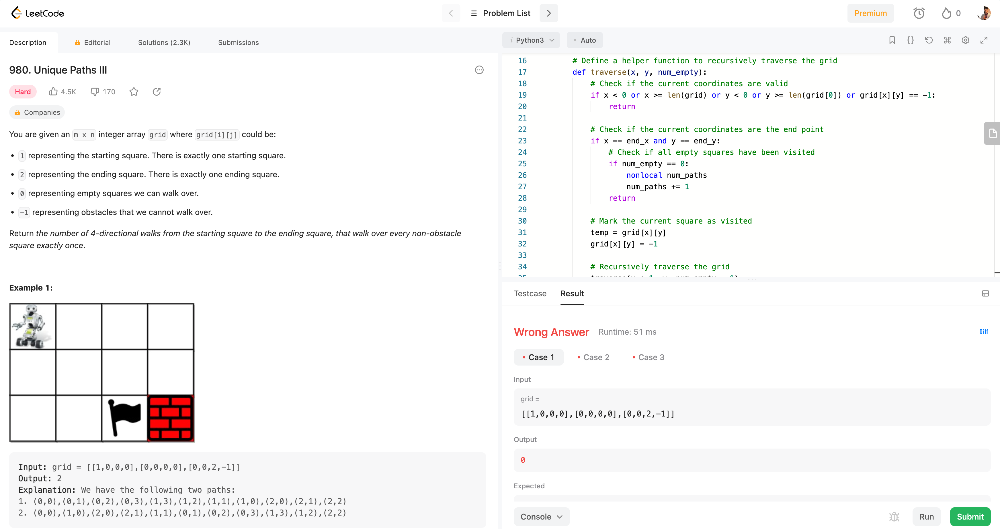 LeetCode
Problem List
Premium
0
Description
Editorial
Solutions (2.3K)
Submissions
980. Unique Paths III
Hard
4.5K
170
Companies
You are given an m x n integer array grid where grid[i][j] could be:
• 1 representing the starting square. There is exactly one starting square.
• 2 representing the ending square. There is exactly one ending square.
• 0 representing empty squares we can walk over.
• -1 representing obstacles that we cannot walk over.
Return the number of 4-directional walks from the starting square to the ending square, that walk over every non-obstacle
square exactly once.
Example 1:
Input: grid = [[1,0,0,0],[0,0,0,0],[0,0,2,-1]]
Output: 2
Explanation: We have the following two paths:
1. (0,0),(0,1),(0,2),(0,3),(1,3),(1,2),(1,1),(1,0),(2,0),(2,1),(2,2)
2. (0,0),(1,0),(2,0),(2,1),(1,1),(0,1),(0,2),(0,3),(1,3),(1,2),(2,2)
i Python3
Auto
16 # Define a helper function to recursively traverse the grid
17 def traverse(x, y, num_empty):
18 # Check if the current coordinates are valid
19 if x < 0 or x >= len(grid) or y < 0 or y >= len(grid[0]) or grid[x][y] == -1:
20 return
21
22 # Check if the current coordinates are the end point
23 if x == end_x and y == end_y:
24 # Check if all empty squares have been visited
25 if num_empty == 0:
26 nonlocal num_paths
27 num_paths += 1
28 return
29
30 # Mark the current square as visited
31 temp = grid[x][y]
32 grid[x][y] = -1
33
34 # Recursively traverse the grid
Testcase
Result
Wrong Answer
Runtime: 51 ms
Diff
• Case 1
• Case 2
• Case 3
Input
grid =
[[1,0,0,0],[0,0,0,0],[0,0,2,-1]]
Output
0
Expected
Console
Run
Submit